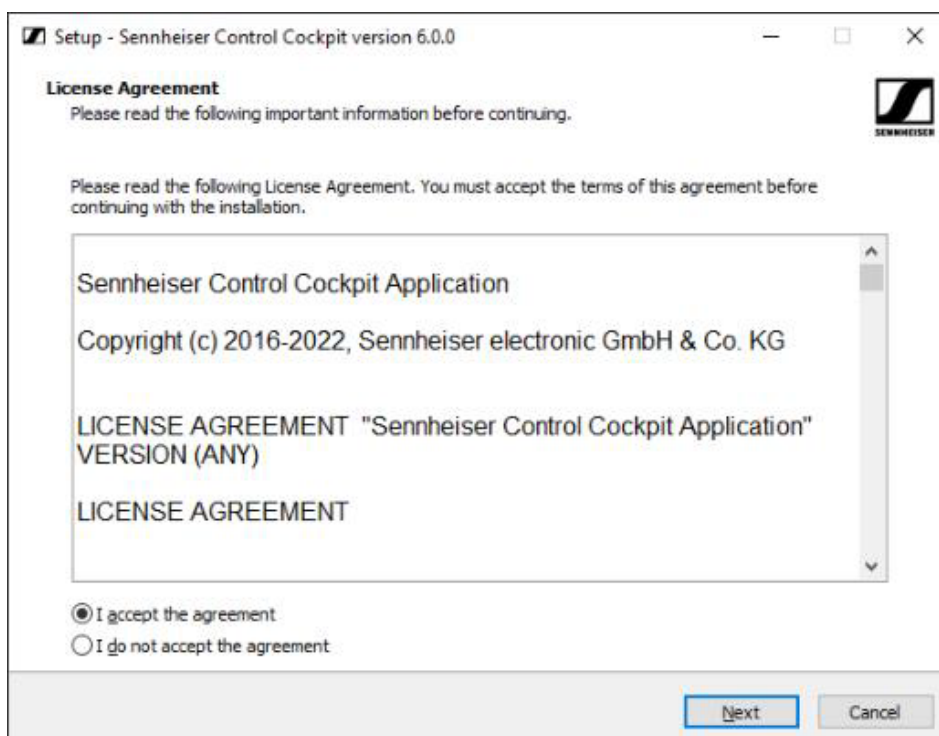 Setup - Sennheiser Control Cockpit version 6.0.0
License Agreement
Please read the following important information before continuing.
SENNHEISER
Please read the following License Agreement. You must accept the terms of this agreement before
continuing with the installation.
Sennheiser Control Cockpit Application
Copyright (c) 2016-2022, Sennheiser electronic GmbH & Co. KG
LICENSE AGREEMENT "Sennheiser Control Cockpit Application"
VERSION (ANY)
LICENSE AGREEMENT
I accept the agreement
I do not accept the agreement
Next
Cancel